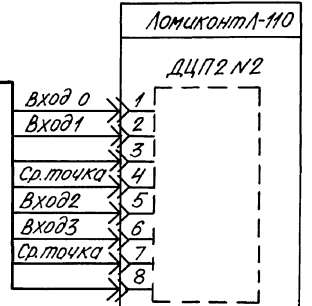 Ломиконт Л-110
ДЦП2 №2
Вход 0 1
Вход1 2
3
Ср.точка 4
Вход2 5
Вход3 6
Ср.точка 7
8